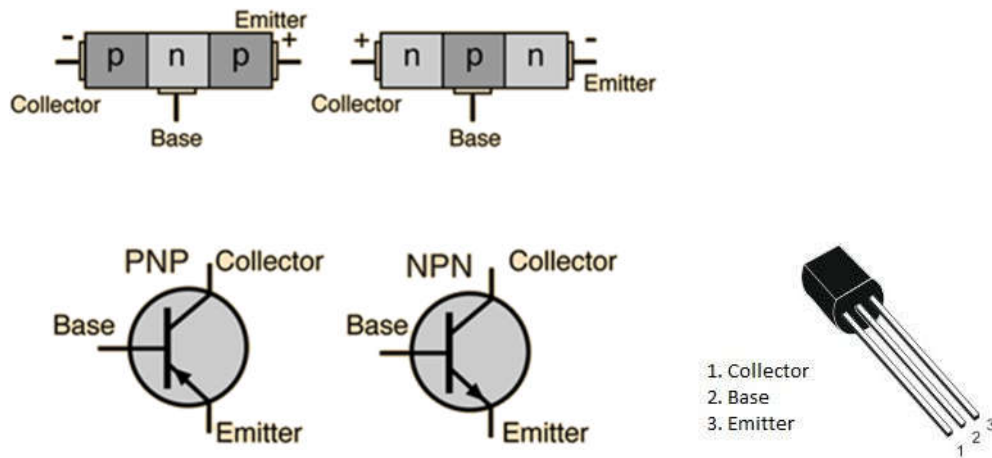 Emitter
- p n p +
Collector
Base
+ n p n -
Collector
Emitter
Base
PNP
Collector
Base
Emitter
NPN
Collector
Base
Emitter
1. Collector
2. Base
3. Emitter
1 2 3